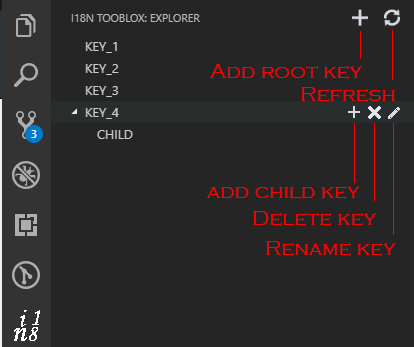 I18N TOOBLOX: EXPLORER
KEY_1
KEY_2
Add root key
KEY_3
Refresh
KEY_4
3
CHILD
add child key
Delete key
Rename key
i 1
n8